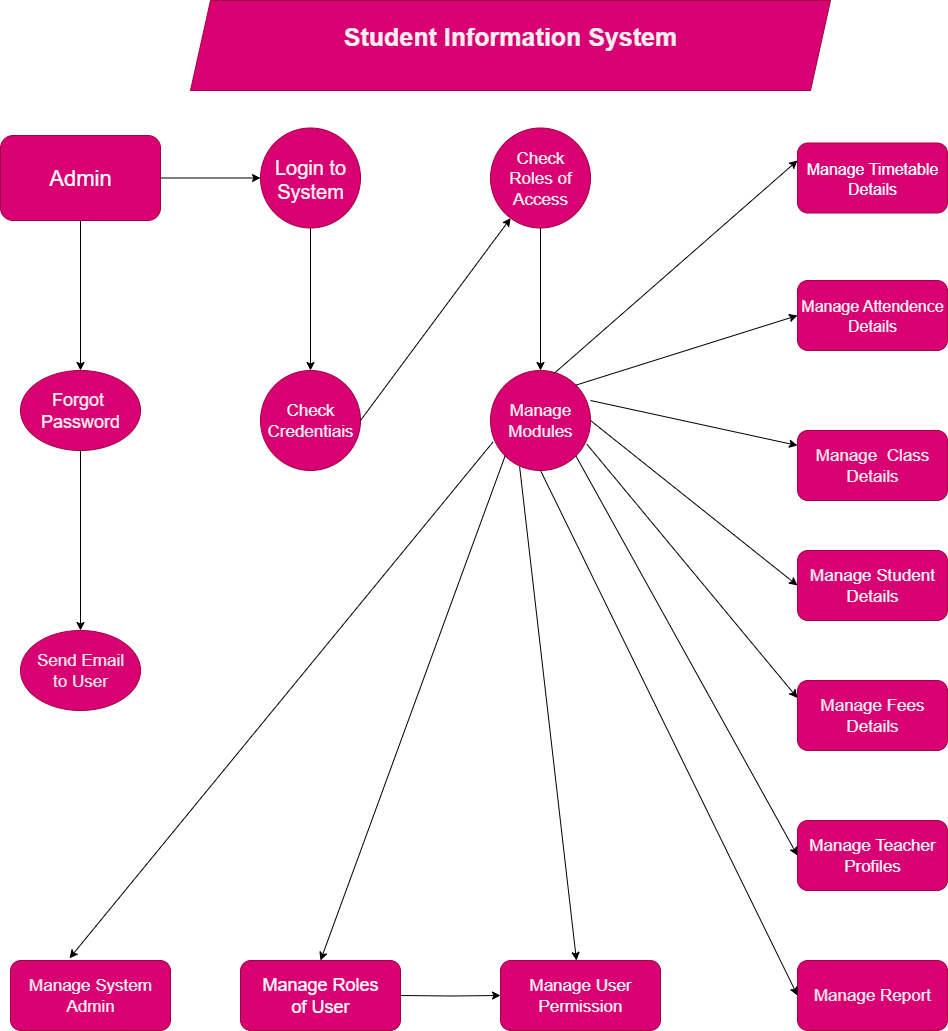 Student Information System
Admin
Login to
System
Check
Roles of
Access
Manage Timetable
Details
Manage Attendence
Details
Forgot
Password
Check
Credentiais
Manage
Modules
Manage  Class
Details
Manage Student
Details
Send Email
to User
Manage Fees
Details
Manage Teacher
Profiles
Manage System
Admin
Manage Roles
of User
Manage User
Permission
Manage Report